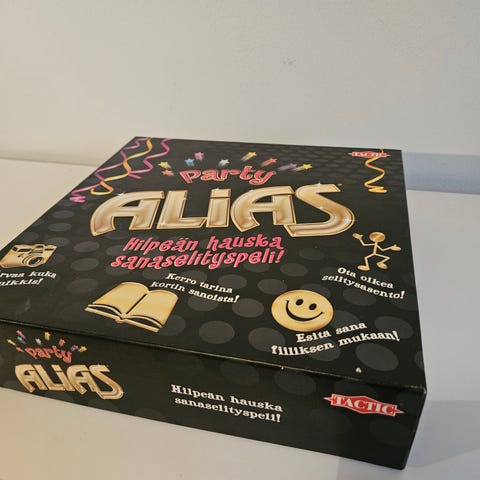 TACTIC
Party
ALIAS
Hilpeän hauska
sanaselityspeli!
kuka
Kerro tarina
kortin sanoista!
Ota oikea
selitysasento!
Esitä sana
fiiliksen mukaan!
Party
ALIAS
Hilpeän hauska
sanaselityspeli!
TACTIC